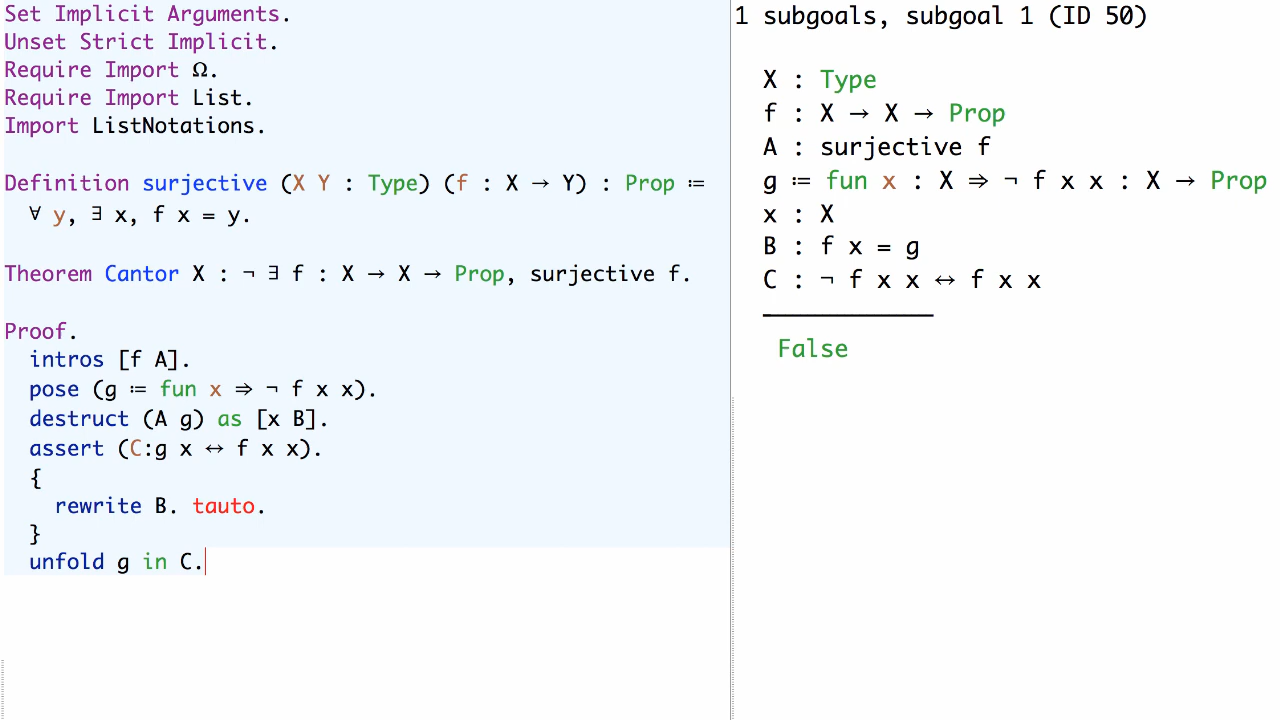 Set Implicit Arguments.
Unset Strict Implicit.
Require Import Ω.
Require Import List.
Import ListNotations.
Definition surjective (X Y : Type) (f : X → Y) : Prop ≔
∀ y, ∃ x, f x = y.
Theorem Cantor X : ¬ ∃ f : X → X → Prop, surjective f.
Proof.
intros [f A].
pose (g ≔ fun x ⇒ ¬ f x x).
destruct (A g) as [x B].
assert (C:g x ↔ f x x).
{
rewrite B. tauto.
}
unfold g in C.
1 subgoals, subgoal 1 (ID 50)
X : Type
f : X → X → Prop
A : surjective f
g ≔ fun x : X ⇒ ¬ f x x : X → Prop
x : X
B : f x = g
C : ¬ f x x ↔ f x x
False